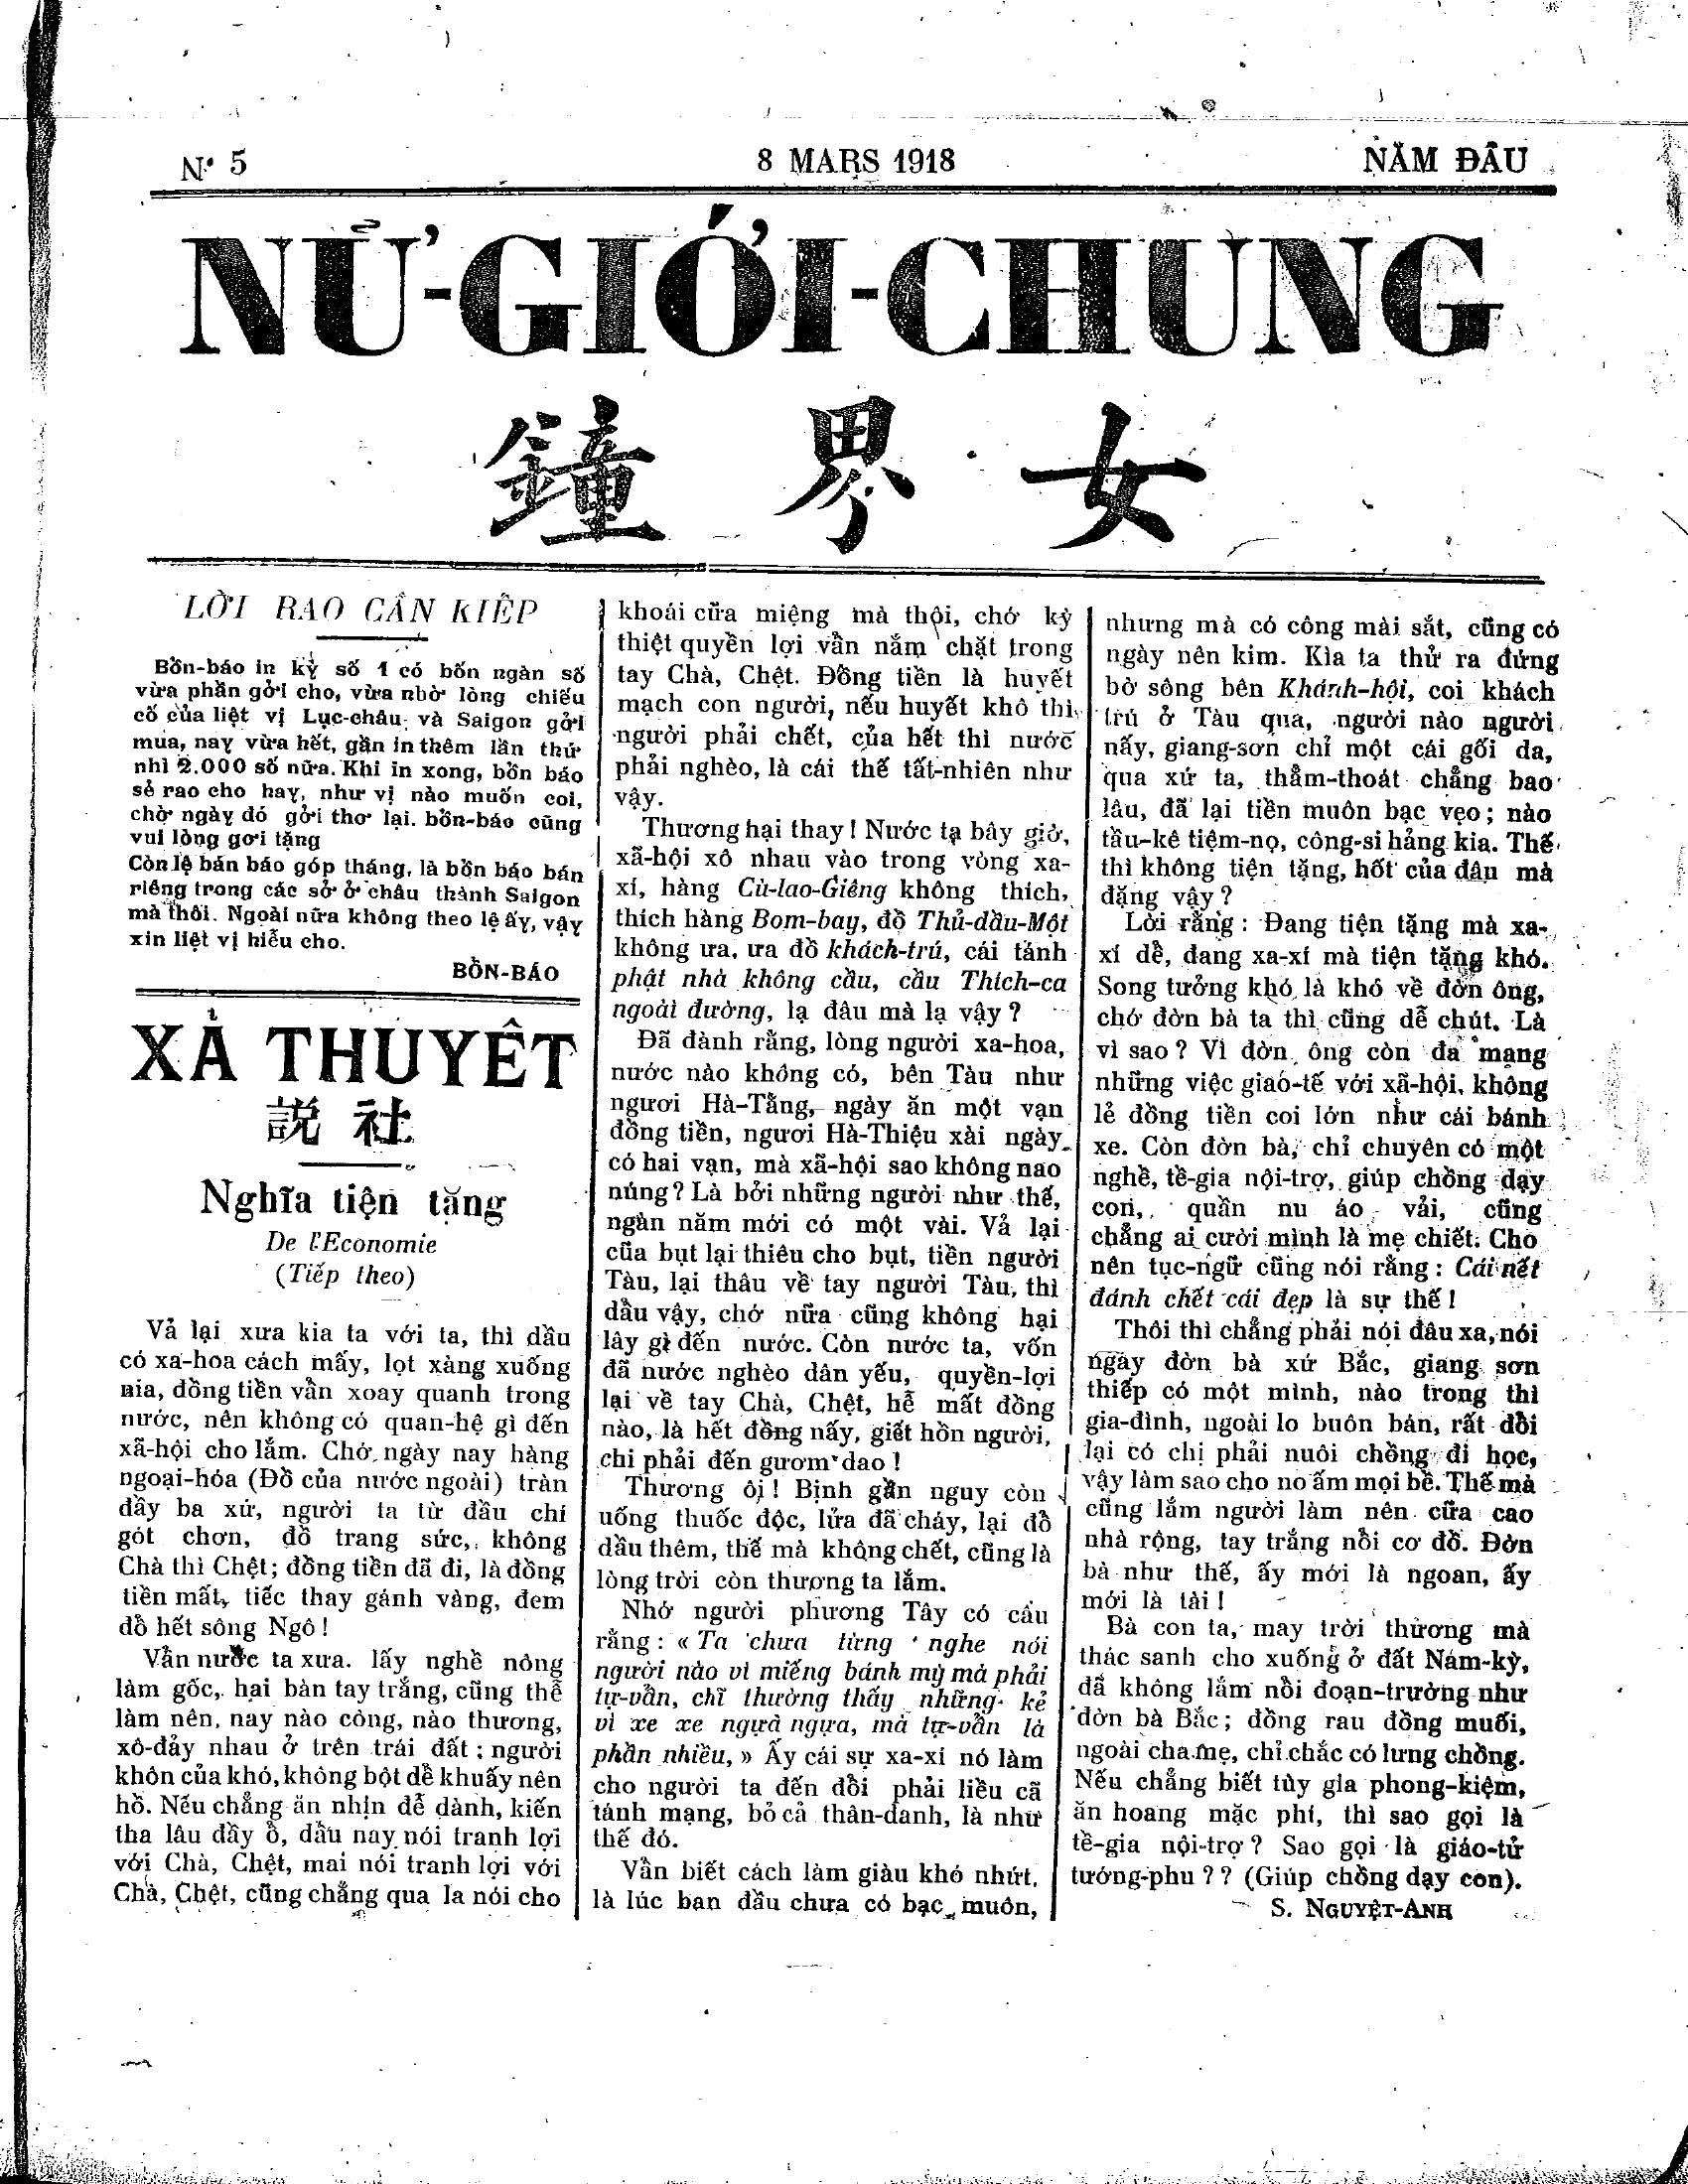 Nº 5
8 MARS 1918
NĂM ĐẦU
NỮ-GIỚI-CHUNG
鐘 界 女
LỜI RAO CẦN KIẾP
Bổn-báo in kỳ số 1 có bốn ngàn số
vừa phần gởi cho, vừa nhờ lòng chiếu
cố của liệt vị Lục-châu và Saigon gởi
mua, nay vừa hết, gần in thêm lần thứ
nhì 2.000 số nữa. Khi in xong, bổn báo
sẻ rao cho hay, như vị nào muốn coi,
chờ ngày đó gởi thơ lại. bổn-báo cũng
vui lòng gơi tặng
Còn lệ bán báo góp tháng, là bổn báo bán
riêng trong các sở ở châu thành Saigon
mà thôi. Ngoài nữa không theo lệ ấy, vậy
xin liệt vị hiểu cho.
BỔN-BÁO
XÃ THUYẾT
説 社
Nghĩa tiện tặng
De l'Economie
(Tiếp theo)
Vả lại xưa kia ta với ta, thì dầu
có xa-hoa cách mấy, lọt xàng xuống
nia, đồng tiền vẫn xoay quanh trong
nước, nên không có quan-hệ gì đến
xã-hội cho lắm. Chớ ngày nay hàng
ngoại-hóa (Đồ của nước ngoài) tràn
đầy ba xứ, người ta từ đầu chí
gót chơn, đồ trang sức, không
Chà thì Chệt; đồng tiền đã đi, là đồng
tiền mất, tiếc thay gánh vàng, đem
đổ hết sông Ngô!
Vẫn nước ta xưa. lấy nghề nông
làm gốc, hai bàn tay trắng, cũng thể
làm nên, nay nào công, nào thương,
xô-đảy nhau ở trên trái đất; người
khôn của khó, không bột dề khuấy nên
hồ. Nếu chẳng ăn nhịn để dành, kiến
tha lâu đầy ổ, dầu nay nói tranh lợi
với Chà, Chệt, mai nói tranh lợi với
Chà, Chệt, cũng chẳng qua la nói cho
khoái cữa miệng mà thôi, chớ kỳ
thiệt quyền lợi vẫn nắm chặt trong
tay Chà, Chệt. Đồng tiền là huyết
mạch con người, nếu huyết khô thì
người phải chết, của hết thì nước
phải nghèo, là cái thế tất-nhiên như
vậy.
Thương hại thay! Nước ta bây giờ,
xã-hội xô nhau vào trong vòng xa-
xí, hàng Cù-lao-Giêng không thích,
thích hàng Bom-bay, đồ Thủ-dầu-Một
không ưa, ưa đồ khách-trú, cái tánh
phật nhà không cầu, cầu Thích-ca
ngoài đường, lạ đâu mà lạ vậy?
Đã đành rằng, lòng người xa-hoa,
nước nào không có, bên Tàu như
ngươi Hà-Tằng, ngày ăn một vạn
đồng tiền, ngươi Hà-Thiệu xài ngày
có hai vạn, mà xã-hội sao không nao
núng? Là bởi những người như thế,
ngàn năm mới có một vài. Vả lại
của bụt lại thiêu cho bụt, tiền người
Tàu, lại thâu về tay người Tàu, thì
dầu vậy, chớ nữa cũng không hại
lây gì đến nước. Còn nước ta, vốn
đã nước nghèo dân yếu, quyền-lợi
lại về tay Chà, Chệt, hễ mất đồng
nào, là hết đồng nấy, giết hồn người,
chi phải đến gươm dao!
Thương ôi! Bịnh gần nguy còn
uống thuốc độc, lửa đã cháy, lại đổ
dầu thêm, thế mà không chết, cũng là
lòng trời còn thương ta lắm.
Nhớ người phương Tây có cẩu
rằng: « Ta chưa từng nghe nói
người nào vì miếng bánh mỳ mà phải
tự-vẫn, chĩ thường thấy những kẻ
vì xe xe ngựa ngựa, mà tự-vẫn là
phần nhiều, » Ấy cái sự xa-xí nó làm
cho người ta đến đổi phải liều cã
tánh mạng, bỏ cả thân-danh, là như
thế đó.
Vẫn biết cách làm giàu khó nhứt,
là lúc ban đầu chưa có bạc muôn,
nhưng mà có công mài sắt, cũng có
ngày nên kim. Kìa ta thử ra đứng
bờ sông bên Khánh-hội, coi khách
trú ở Tàu qua, người nào người
nấy, giang-sơn chỉ một cái gối da,
qua xứ ta, thẳm-thoát chẳng bao
lâu, đã lại tiền muôn bạc vẹo; nào
tầu-kê tiệm-nọ, công-si hảng kia. Thế
thì không tiện tặng, hốt của đâu mà
đặng vậy?
Lời rằng: Đang tiện tặng mà xa-
xí dể, đang xa-xí mà tiện tặng khó.
Song tưởng khó là khó về đờn ông,
chớ đờn bà ta thì cũng dể chút. Là
vì sao? Vì đờn ông còn đa mạng
những việc giao-tế với xã-hội, không
lẻ đồng tiền coi lớn như cái bánh
xe. Còn đờn bà, chỉ chuyên có một
nghề, tề-gia nội-trợ, giúp chồng dạy
con, quần nu áo vải, cũng
chẳng ai cười mình là mẹ chiết. Cho
nên tục-ngữ cũng nói rằng: Cái nết
đánh chết cái đẹp là sự thế!
Thôi thì chẳng phải nói đâu xa, nói
ngay đờn bà xứ Bắc, giang sơn
thiếp có một mình, nào trong thì
gia-đình, ngoài lo buôn bán, rất đổi
lại có chị phải nuôi chồng đi học,
vậy làm sao cho no ấm mọi bề. Thế mà
cũng lắm người làm nên cữa cao
nhà rộng, tay trắng nổi cơ đồ. Đờn
bà như thế, ấy mới là ngoan, ấy
mới là tài!
Bà con ta, may trời thương mà
thác sanh cho xuống ở đất Nám-kỳ,
đã không lắm nổi đoạn-trường như
đờn bà Bắc; đồng rau đồng muối,
ngoài cha mẹ, chỉ chắc có lưng chồng.
Nếu chẳng biết tùy gia phong-kiệm,
ăn hoang mặc phí, thì sao gọi là
tề-gia nội-trợ? Sao gọi là giáo-tử
tướng-phu?? (Giúp chồng dạy con).
S. NGUYỆT-ANH